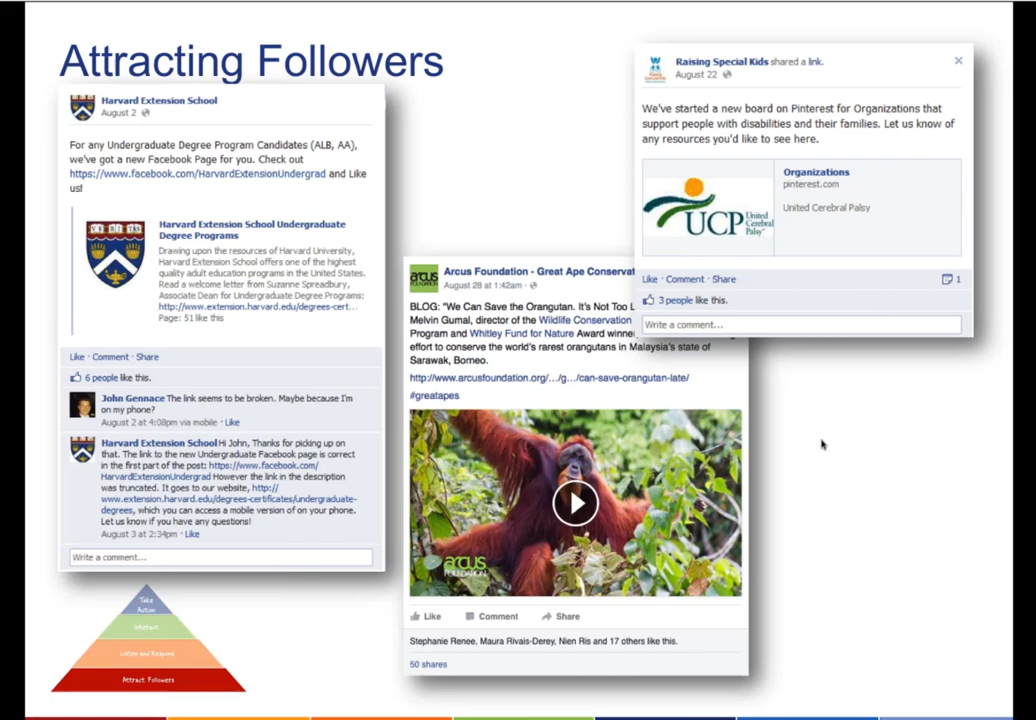 Attracting Followers
Harvard Extension School
August 2
For any Undergraduate Degree Program Candidates (ALB, AA),
we've got a new Facebook Page for you. Check out
https://www.facebook.com/HarvardExtensionUndergrad and Like
us!
VE RI TAS
Harvard Extension School Undergraduate
Degree Programs
Drawing upon the resources of Harvard University,
Harvard Extension School offers one of the highest
quality adult education programs in the United States.
Read a welcome letter from Suzanne Spreadbury,
Associate Dean for Undergraduate Degree Programs:
http://www.extension.harvard.edu/degrees-cert...
Page: 51 like this
Like · Comment · Share
6 people like this.
John Gennace The link seems to be broken. Maybe because I'm
on my phone?
August 2 at 4:08pm via mobile · Like
Harvard Extension School Hi John, Thanks for picking up on
that. The link to the new Undergraduate Facebook page is correct
in the first part of the post: https://www.facebook.com/
HarvardExtensionUndergrad However the link in the description
was truncated. It goes to our website, http://
www.extension.harvard.edu/degrees-certificates/undergraduate-
degrees, which you can access a mobile version of on your phone.
Let us know if you have any questions!
August 3 at 2:34pm · Like
Write a comment...
Take
Action
Interact
Listen and Respond
Attract Followers
arcus
Arcus Foundation - Great Ape Conservat
August 28 at 1:42am ·
BLOG: "We Can Save the Orangutan. It's Not Too L
Melvin Gumal, director of the Wildlife Conservation
Program and Whitley Fund for Nature Award winne
effort to conserve the world's rarest orangutans in Malaysia's state of
Sarawak, Borneo.
http://www.arcusfoundation.org/.../g.../can-save-orangutan-late/
#greatapes
arcus
FOUNDATION
Like Comment Share
Stephanie Renee, Maura Rivais-Derey, Nien Ris and 17 others like this.
50 shares
Raising Special Kids shared a link.
August 22
We've started a new board on Pinterest for Organizations that
support people with disabilities and their families. Let us know of
any resources you'd like to see here.
UCP United
Cerebral
Palsy
Organizations
pinterest.com
United Cerebral Palsy
Like · Comment · Share 1
3 people like this.
Write a comment...